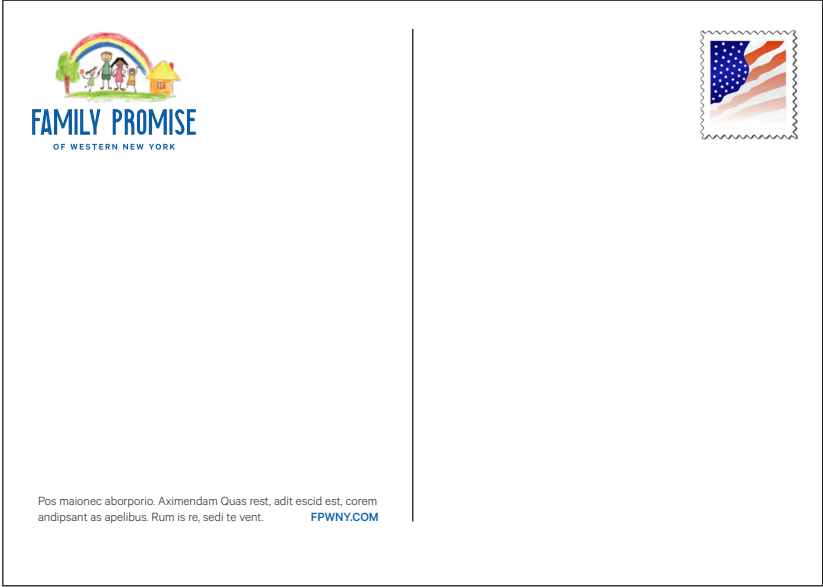 FAMILY PROMISE
OF WESTERN NEW YORK
Pos maionec aborporio. Aximendam Quas rest, adit escid est, corem
andipsant as apelibus. Rum is re, sedi te vent. FPWNY.COM